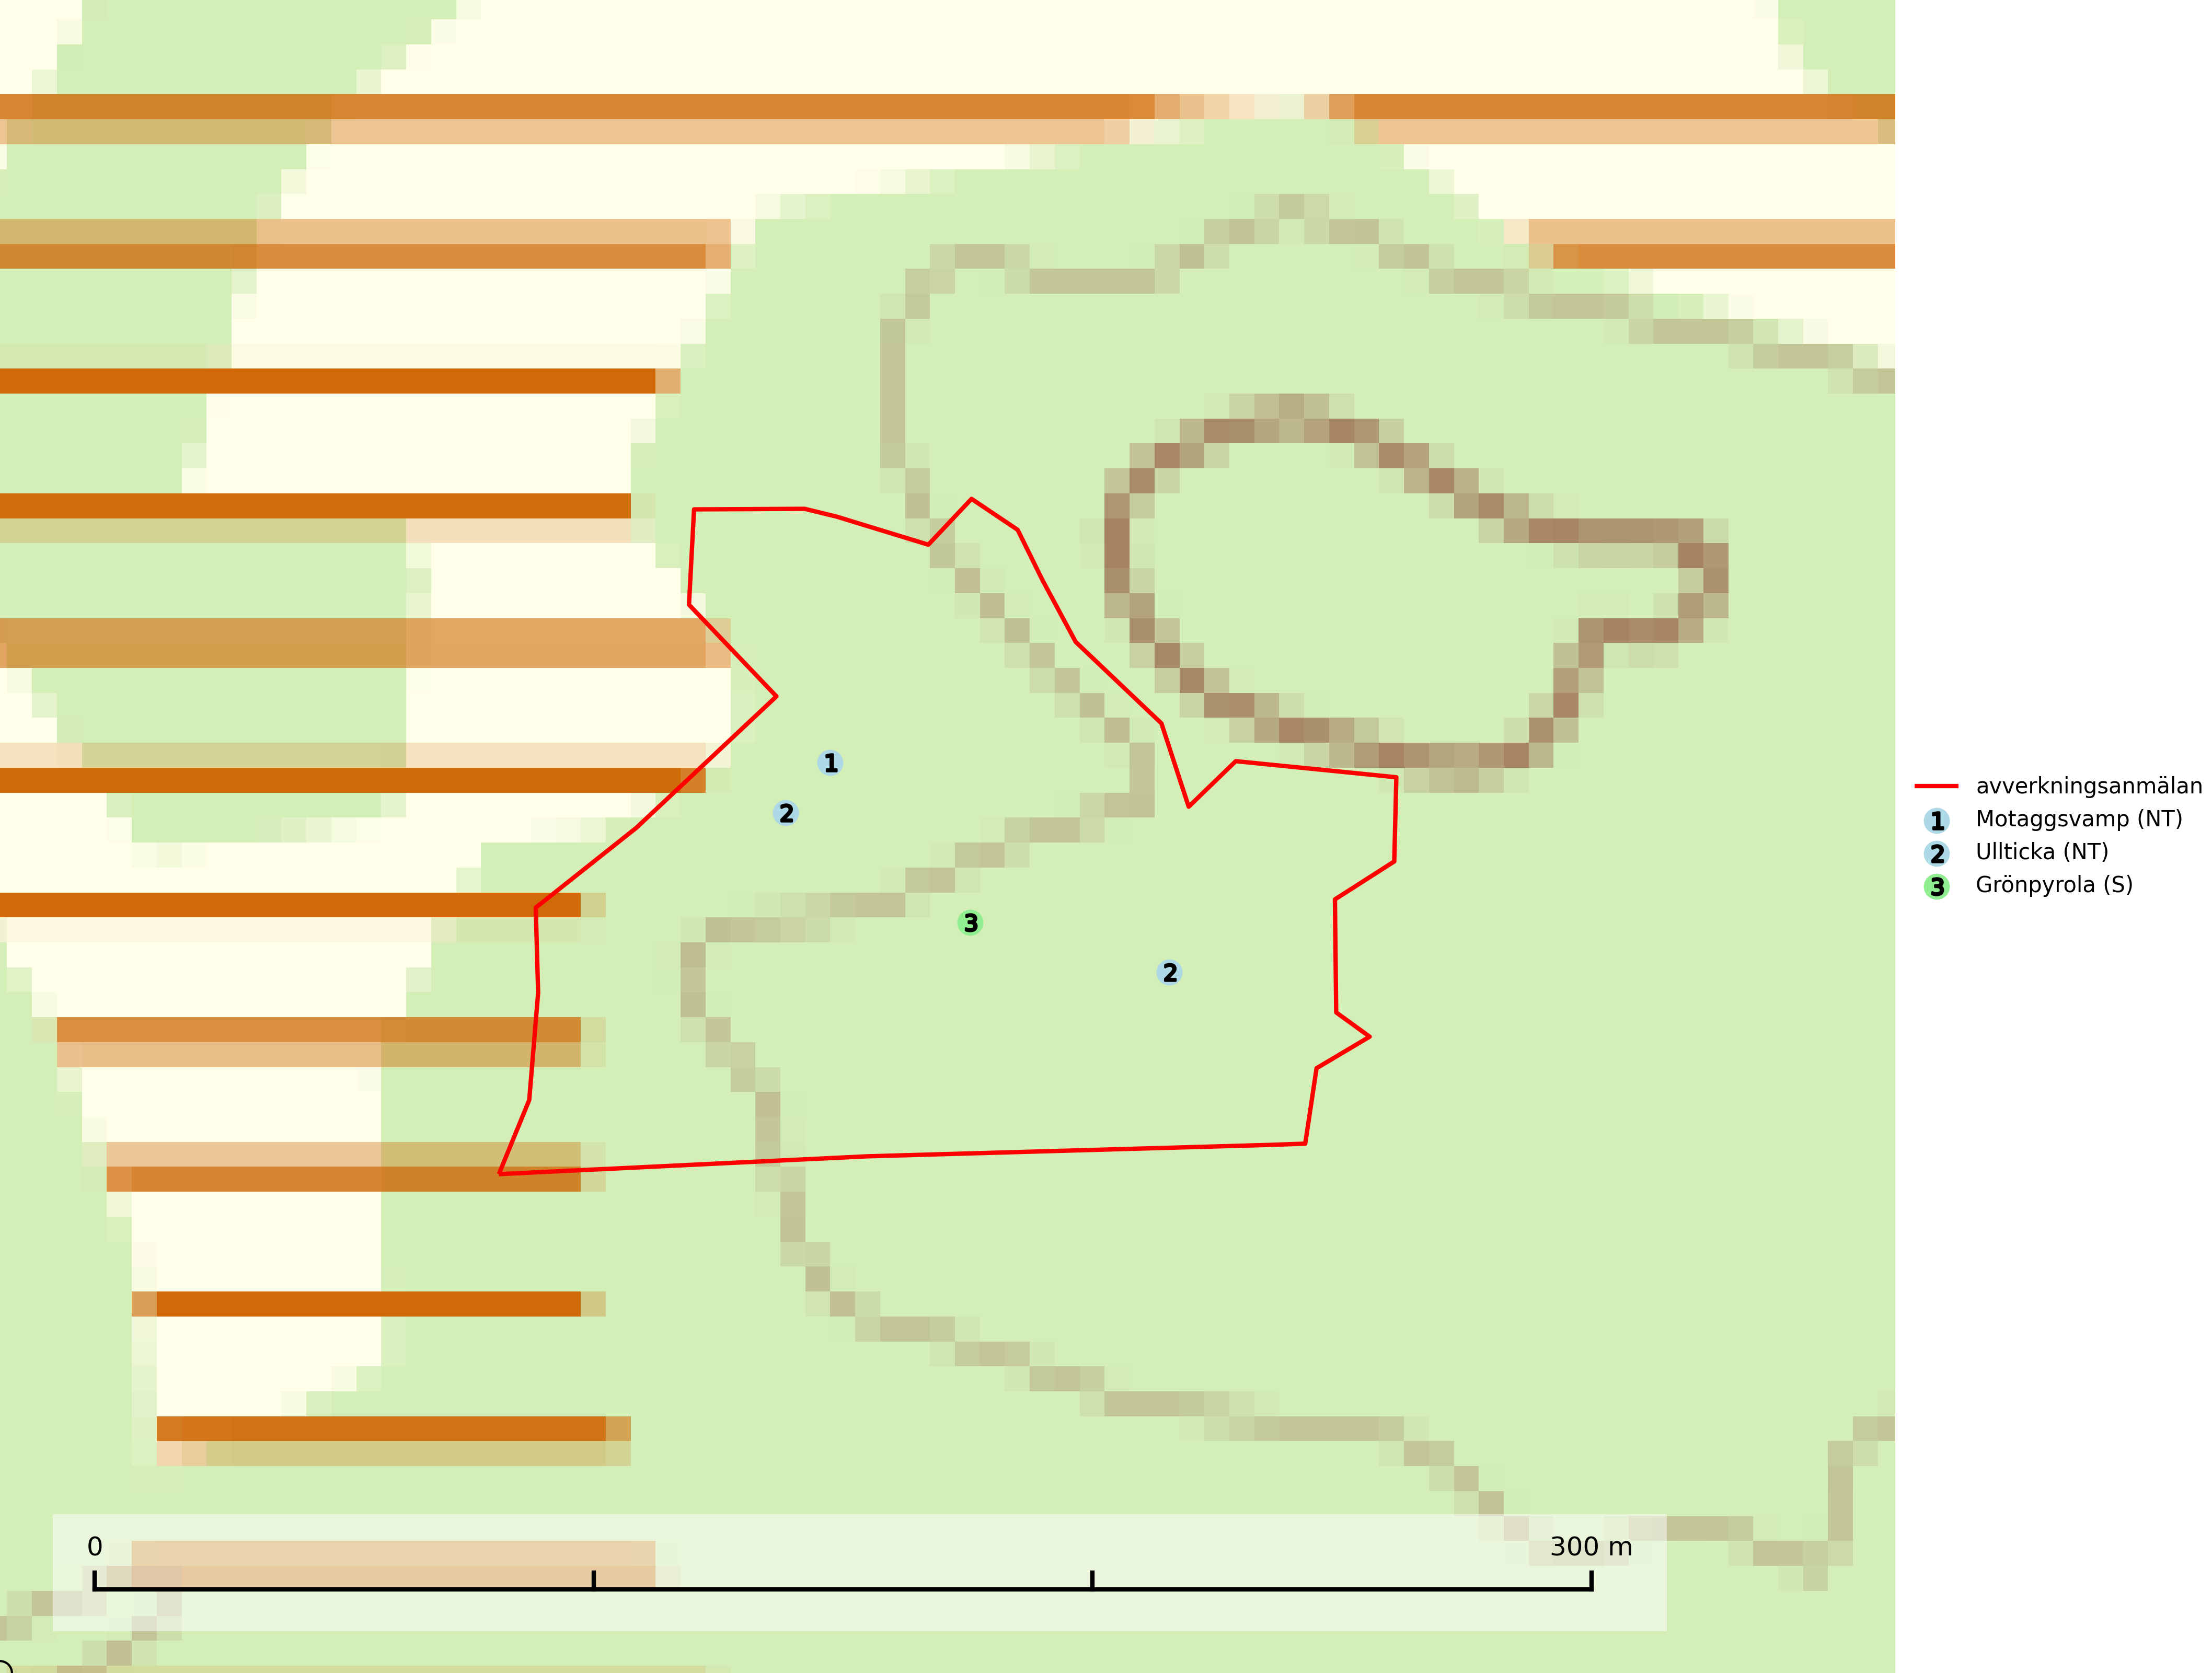 1
2
3
2
avverkningsanmälan
1 Motaggsvamp (NT)
2 Ullticka (NT)
3 Grönpyrola (S)
0 300 m